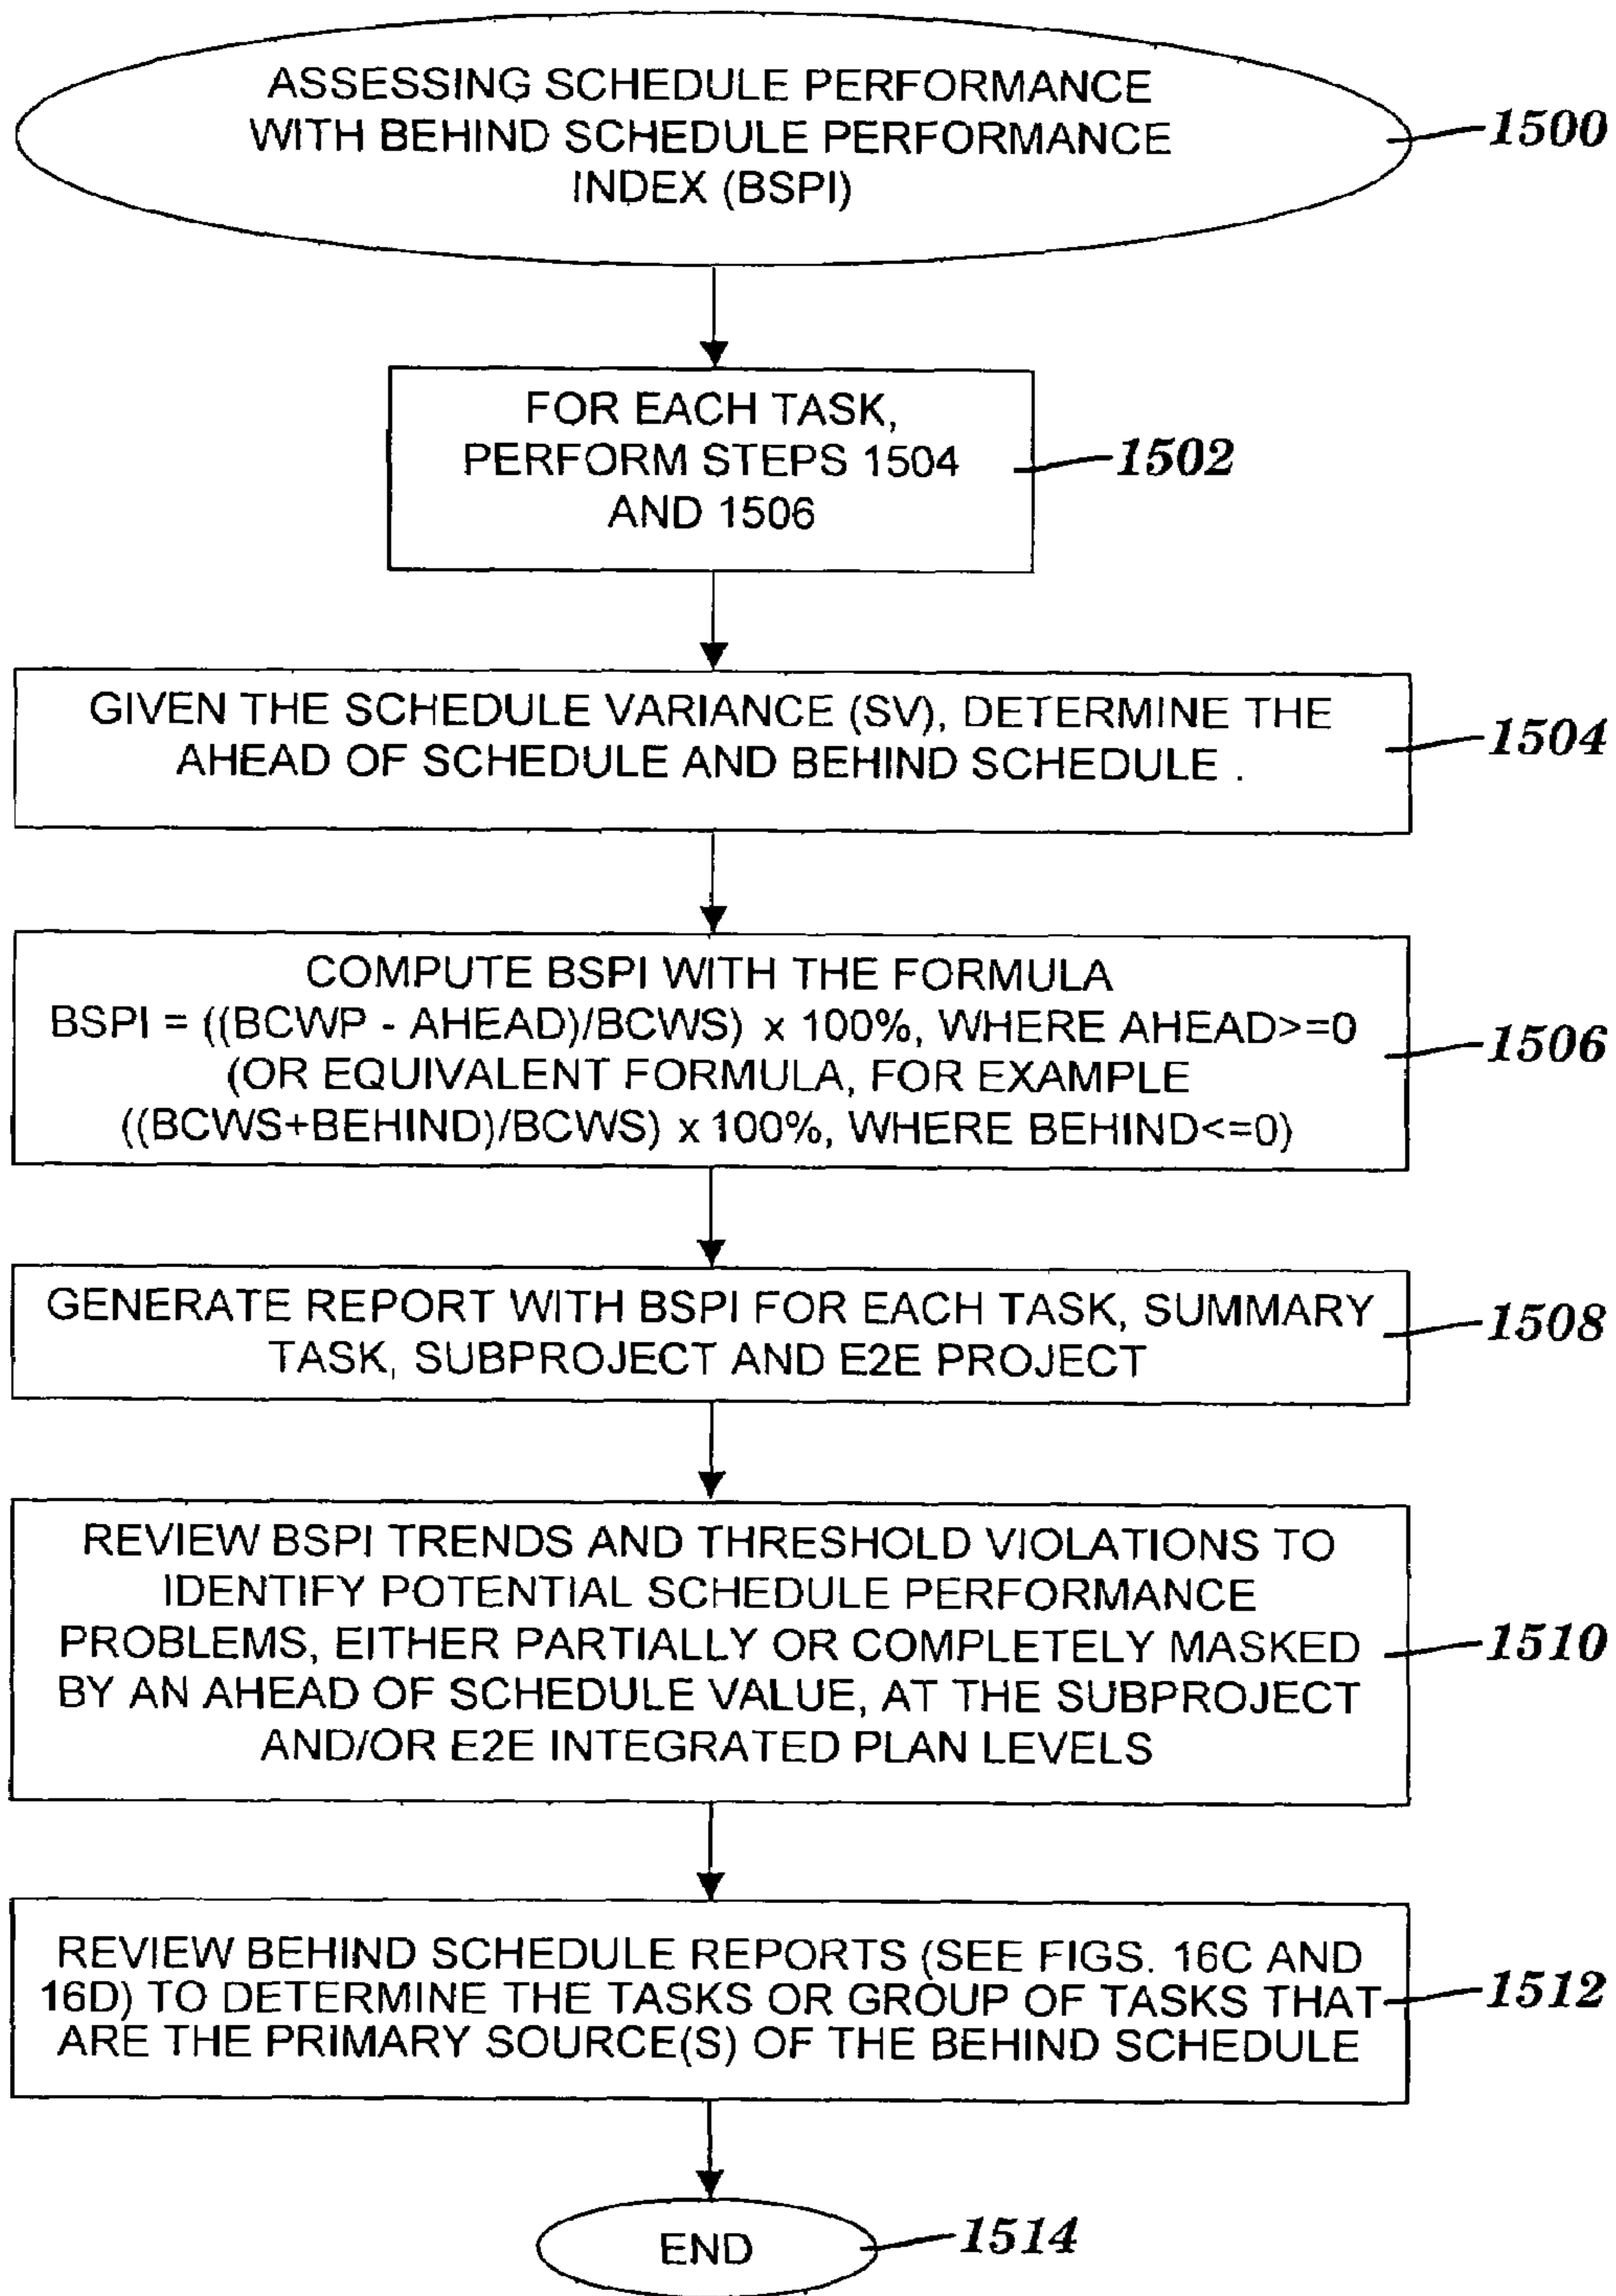 ASSESSING SCHEDULE PERFORMANCE
WITH BEHIND SCHEDULE PERFORMANCE
INDEX (BSPI)
1500
FOR EACH TASK,
PERFORM STEPS 1504
AND 1506
1502
GIVEN THE SCHEDULE VARIANCE (SV), DETERMINE THE
AHEAD OF SCHEDULE AND BEHIND SCHEDULE .
1504
COMPUTE BSPI WITH THE FORMULA
BSPI = ((BCWP - AHEAD)/BCWS) x 100%, WHERE AHEAD>=0
(OR EQUIVALENT FORMULA, FOR EXAMPLE
((BCWS+BEHIND)/BCWS) x 100%, WHERE BEHIND<=0)
1506
GENERATE REPORT WITH BSPI FOR EACH TASK, SUMMARY
TASK, SUBPROJECT AND E2E PROJECT
1508
REVIEW BSPI TRENDS AND THRESHOLD VIOLATIONS TO
IDENTIFY POTENTIAL SCHEDULE PERFORMANCE
PROBLEMS, EITHER PARTIALLY OR COMPLETELY MASKED
BY AN AHEAD OF SCHEDULE VALUE, AT THE SUBPROJECT
AND/OR E2E INTEGRATED PLAN LEVELS
1510
REVIEW BEHIND SCHEDULE REPORTS (SEE FIGS. 16C AND
16D) TO DETERMINE THE TASKS OR GROUP OF TASKS THAT
ARE THE PRIMARY SOURCE(S) OF THE BEHIND SCHEDULE
1512
END
1514